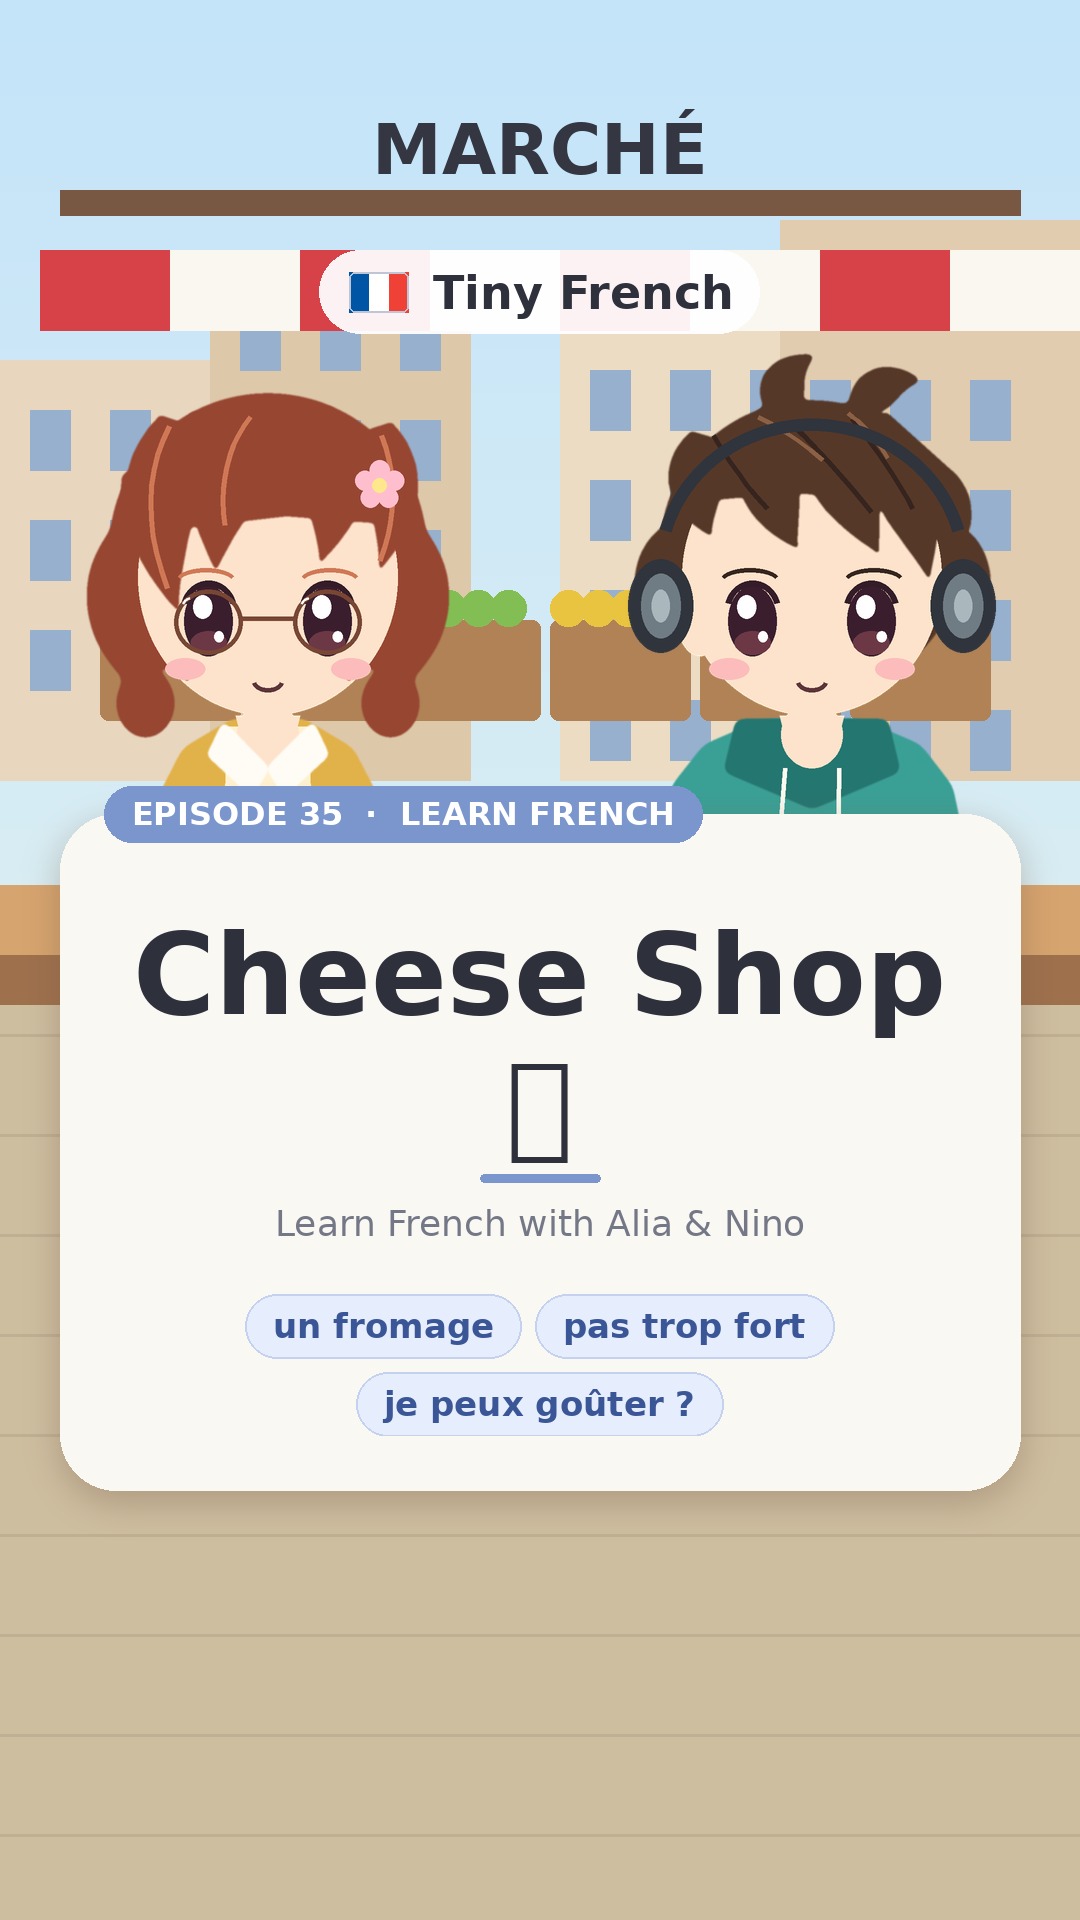 MARCHÉ
Tiny French
EPISODE 35 · LEARN FRENCH
Cheese Shop
Learn French with Alia & Nino
un fromage
pas trop fort
je peux goûter ?